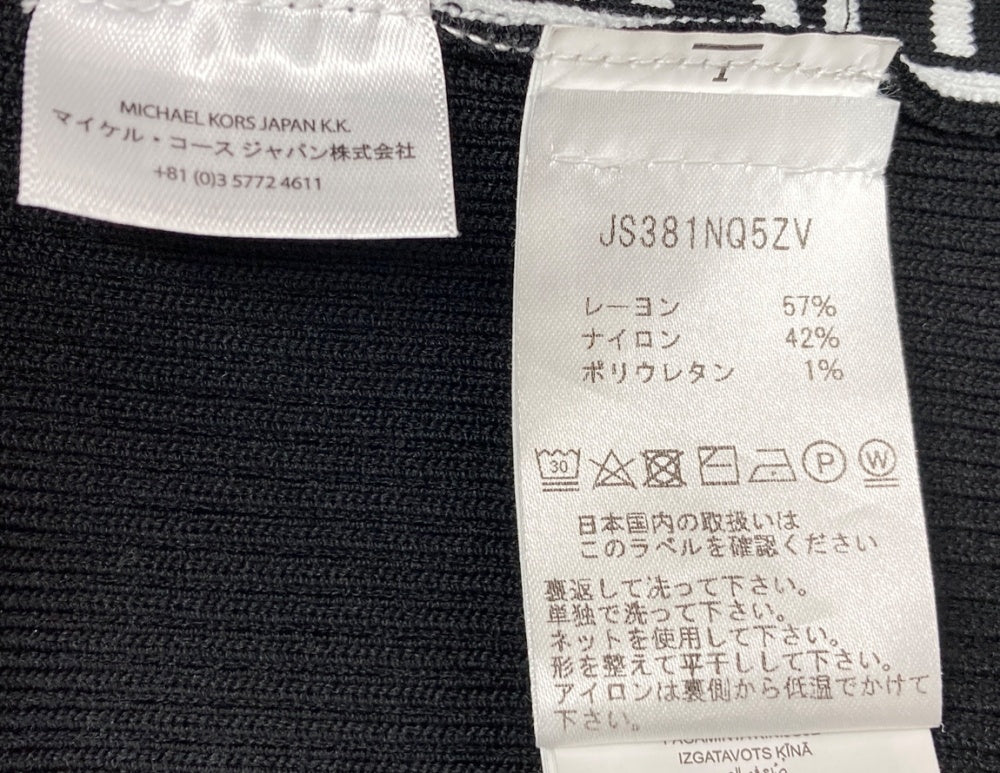 MICHAEL KORS JAPAN K.K.
マイケル・コース ジャパン株式会社
+81 (0)3 5772 4611
JS381NQ5ZV
レーヨン 57%
ナイロン 42%
ポリウレタン 1%
30
P
W
日本国内の取扱いは
このラベルを確認ください
裏返して洗って下さい。
単独で洗って下さい。
ネットを使用して下さい。
形を整えて平干しして下さい。
アイロンは裏側から低温でかけて
下さい。
IZGATAVOTS ĶĪNĀ